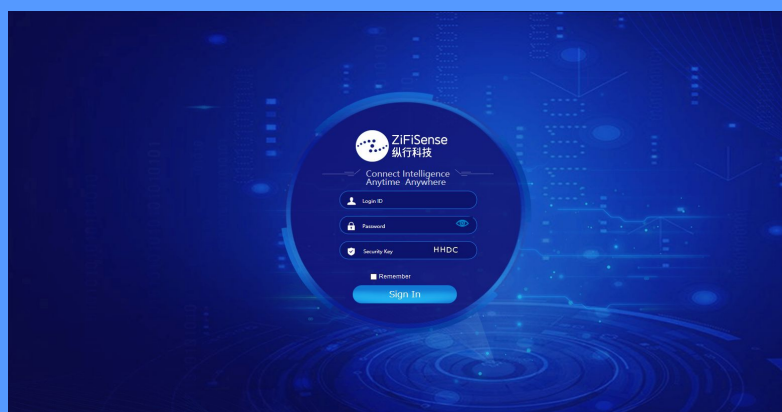 ZiFiSense
纵行科技
Connect Intelligence
Anytime Anywhere
Login ID
Password
Security Key HHDC
Remember
Sign In